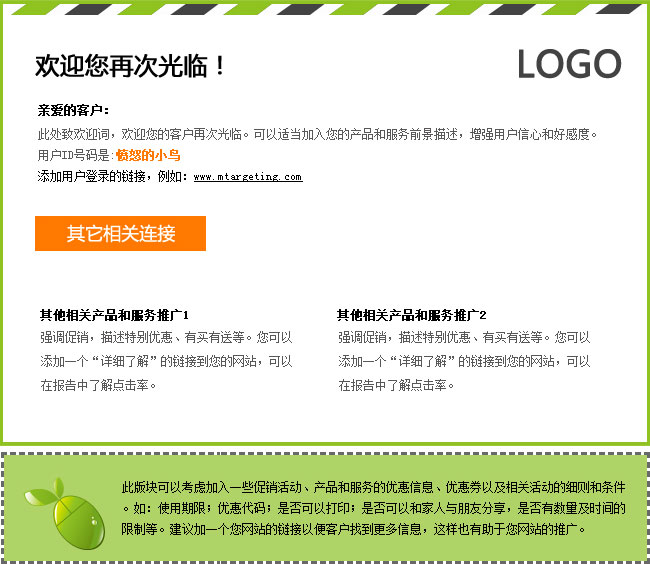 欢迎您再次光临！
LOGO
亲爱的客户：
此处致欢迎词，欢迎您的客户再次光临。可以适当加入您的产品和服务前景描述，增强用户信心和好感度。
用户ID号码是:愤怒的小鸟
添加用户登录的链接，例如：www.mtargeting.com
其它相关连接
其他相关产品和服务推广1
强调促销，描述特别优惠、有买有送等。您可以
添加一个“详细了解”的链接到您的网站，可以
在报告中了解点击率。
其他相关产品和服务推广2
强调促销，描述特别优惠、有买有送等。您可以
添加一个“详细了解”的链接到您的网站，可以
在报告中了解点击率。
此版块可以考虑加入一些促销活动、产品和服务的优惠信息、优惠券以及相关活动的细则和条件
。如：使用期限；优惠代码；是否可以打印；是否可以和家人与朋友分享，是否有数量及时间的
限制等。建议加一个您网站的链接以便客户找到更多信息，这样也有助于您网站的推广。